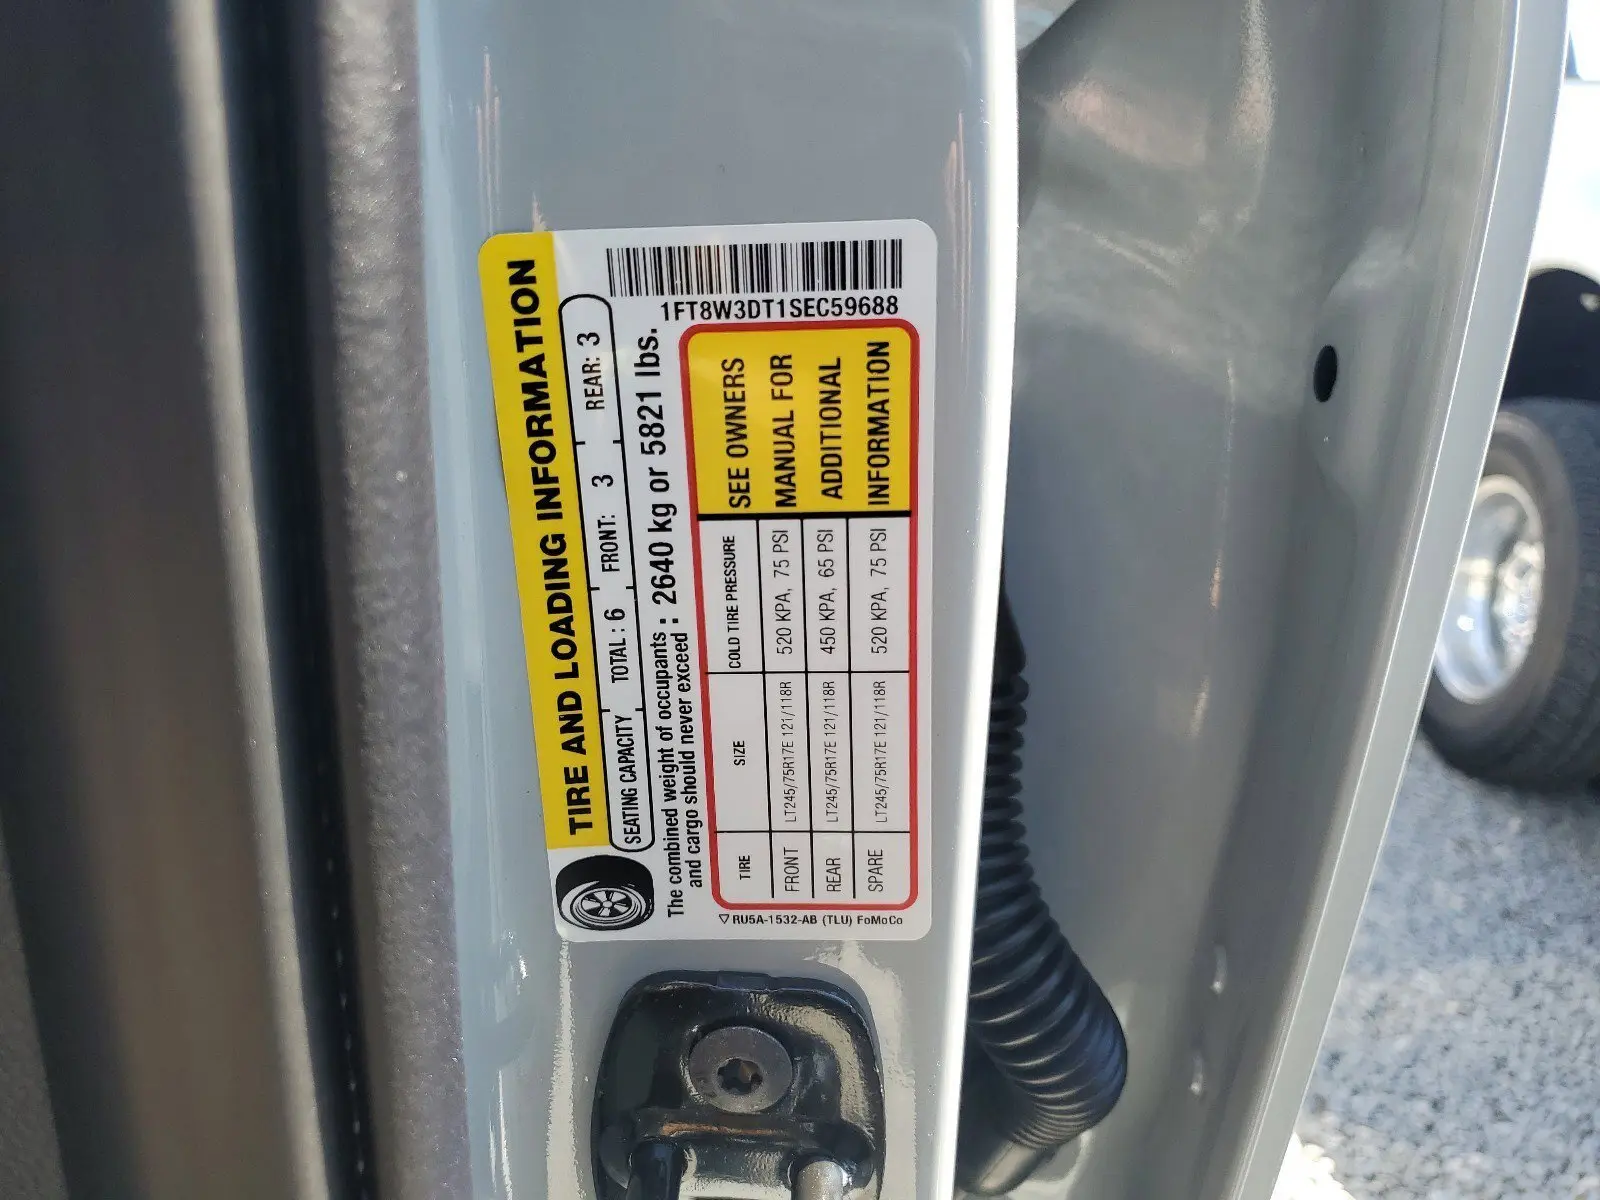 TIRE AND LOADING INFORMATION
SEATING CAPACITY TOTAL : 6 FRONT: 3 REAR: 3
The combined weight of occupants
and cargo should never exceed : 2640 kg or 5821 lbs.
1FT8W3DT1SEC59688
TIRE SIZE COLD TIRE PRESSURE
FRONT LT245/75R17E 121/118R 520 KPA, 75 PSI
REAR LT245/75R17E 121/118R 450 KPA, 65 PSI
SPARE LT245/75R17E 121/118R 520 KPA, 75 PSI
SEE OWNERS
MANUAL FOR
ADDITIONAL
INFORMATION
RU5A-1532-AB (TLU) FoMoCo